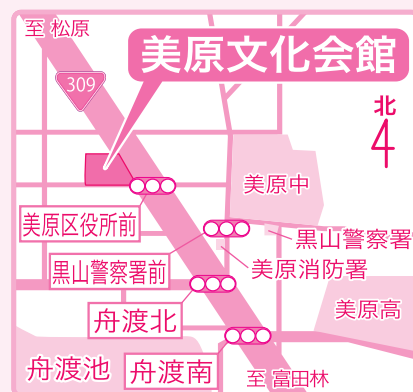 至 松原
美原文化会館
309
北
美原中
美原区役所前
黒山警察署
黒山警察署前
美原消防署
舟渡北
美原高
舟渡池
舟渡南
至 富田林